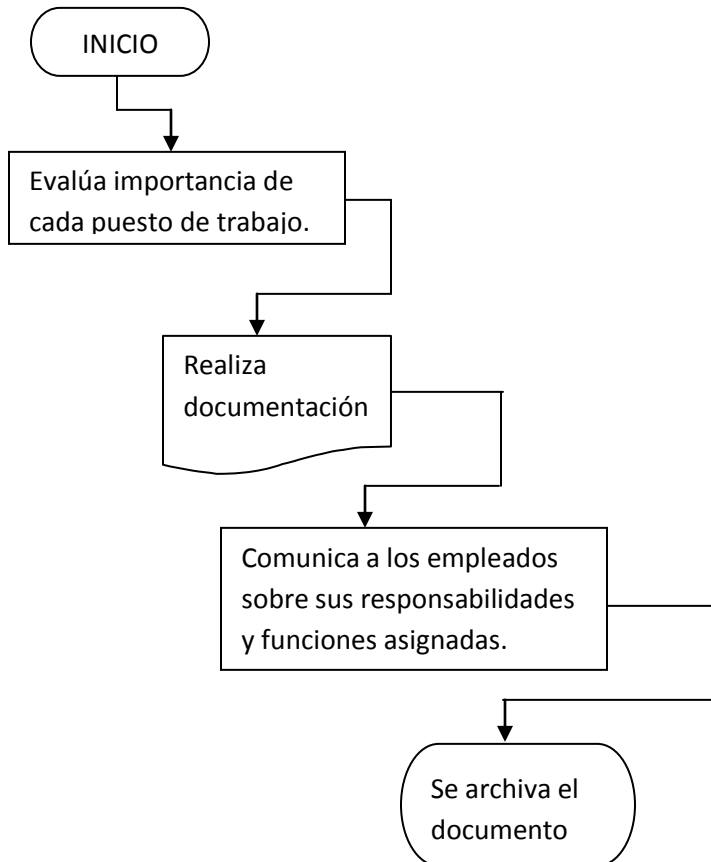 INICIO
Evalúa importancia de
cada puesto de trabajo.
Realiza
documentación
Comunica a los empleados
sobre sus responsabilidades
y funciones asignadas.
Se archiva el
documento